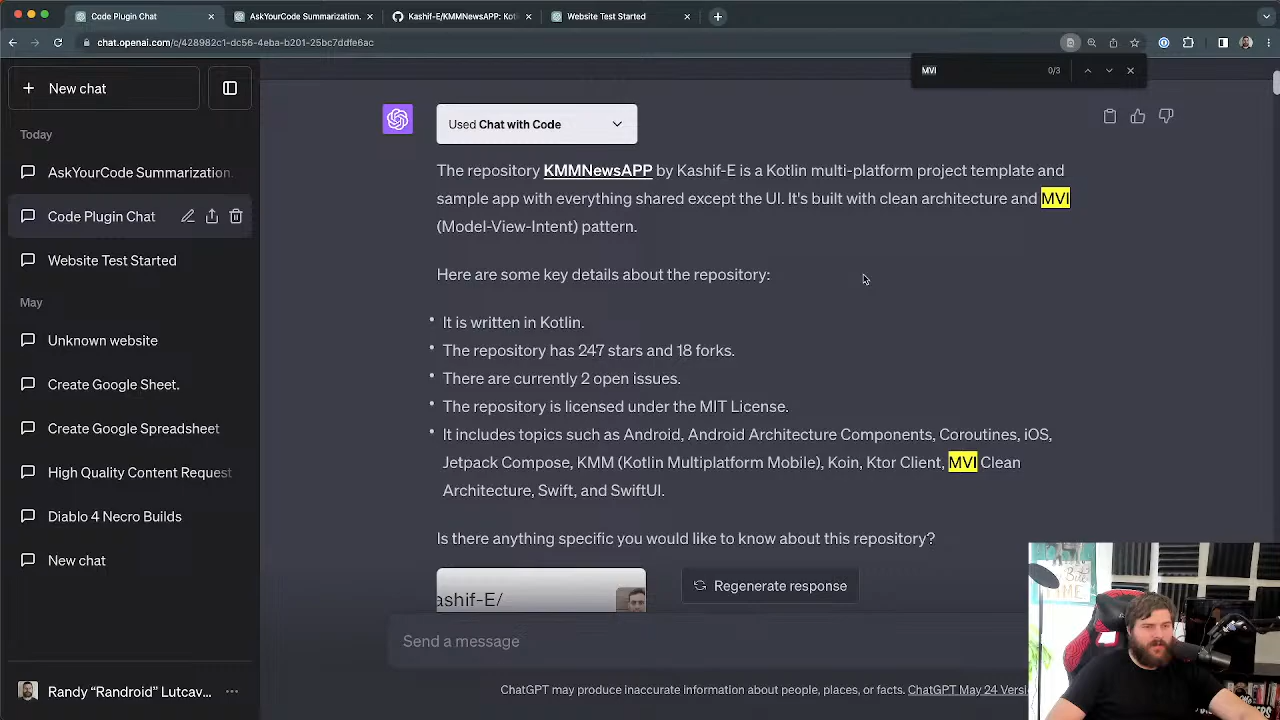 Code Plugin Chat
AskYourCode Summarization.
Kashif-E/KMMNewsAPP: Kot
Website Test Started
chat.openai.com/c/428982c1-dc56-4eba-b201-25bc7ddfe6ac
MVI
0/3
New chat
Today
AskYourCode Summarization.
Code Plugin Chat
Website Test Started
May
Unknown website
Create Google Sheet.
Create Google Spreadsheet
High Quality Content Request
Diablo 4 Necro Builds
New chat
Randy “Randroid” Lutcav...
Used Chat with Code
The repository KMMNewsAPP by Kashif-E is a Kotlin multi-platform project template and
sample app with everything shared except the UI. It's built with clean architecture and MVI
(Model-View-Intent) pattern.
Here are some key details about the repository:
• It is written in Kotlin.
• The repository has 247 stars and 18 forks.
• There are currently 2 open issues.
• The repository is licensed under the MIT License.
• It includes topics such as Android, Android Architecture Components, Coroutines, iOS,
Jetpack Compose, KMM (Kotlin Multiplatform Mobile), Koin, Ktor Client, MVI Clean
Architecture, Swift, and SwiftUI.
Is there anything specific you would like to know about this repository?
ashif-E/
Regenerate response
Send a message
ChatGPT may produce inaccurate information about people, places, or facts. ChatGPT May 24 Versi